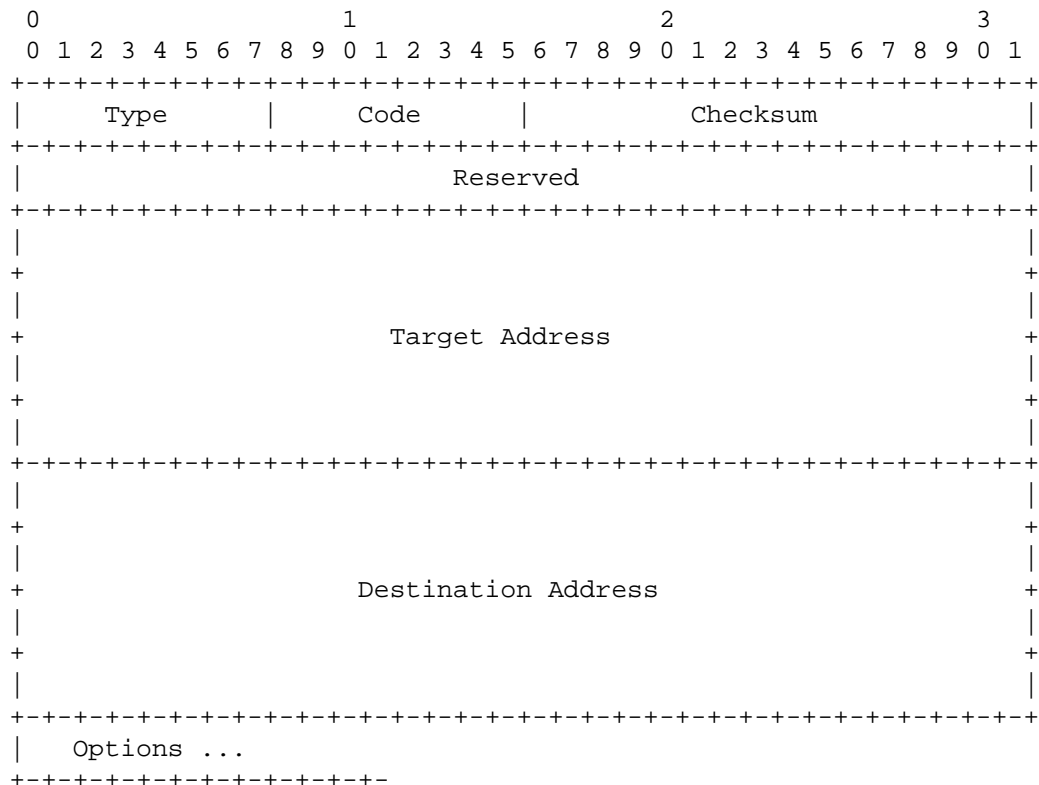 0                   1                   2                   3
 0 1 2 3 4 5 6 7 8 9 0 1 2 3 4 5 6 7 8 9 0 1 2 3 4 5 6 7 8 9 0 1
+-+-+-+-+-+-+-+-+-+-+-+-+-+-+-+-+-+-+-+-+-+-+-+-+-+-+-+-+-+-+-+-+
|     Type      |     Code      |          Checksum             |
+-+-+-+-+-+-+-+-+-+-+-+-+-+-+-+-+-+-+-+-+-+-+-+-+-+-+-+-+-+-+-+-+
|                           Reserved                            |
+-+-+-+-+-+-+-+-+-+-+-+-+-+-+-+-+-+-+-+-+-+-+-+-+-+-+-+-+-+-+-+-+
|                                                               |
+                                                               +
|                                                               |
+                       Target Address                          +
|                                                               |
+                                                               +
|                                                               |
+-+-+-+-+-+-+-+-+-+-+-+-+-+-+-+-+-+-+-+-+-+-+-+-+-+-+-+-+-+-+-+-+
|                                                               |
+                                                               +
|                                                               |
+                     Destination Address                       +
|                                                               |
+                                                               +
|                                                               |
+-+-+-+-+-+-+-+-+-+-+-+-+-+-+-+-+-+-+-+-+-+-+-+-+-+-+-+-+-+-+-+-+
|   Options ...
+-+-+-+-+-+-+-+-+-+-+-+-